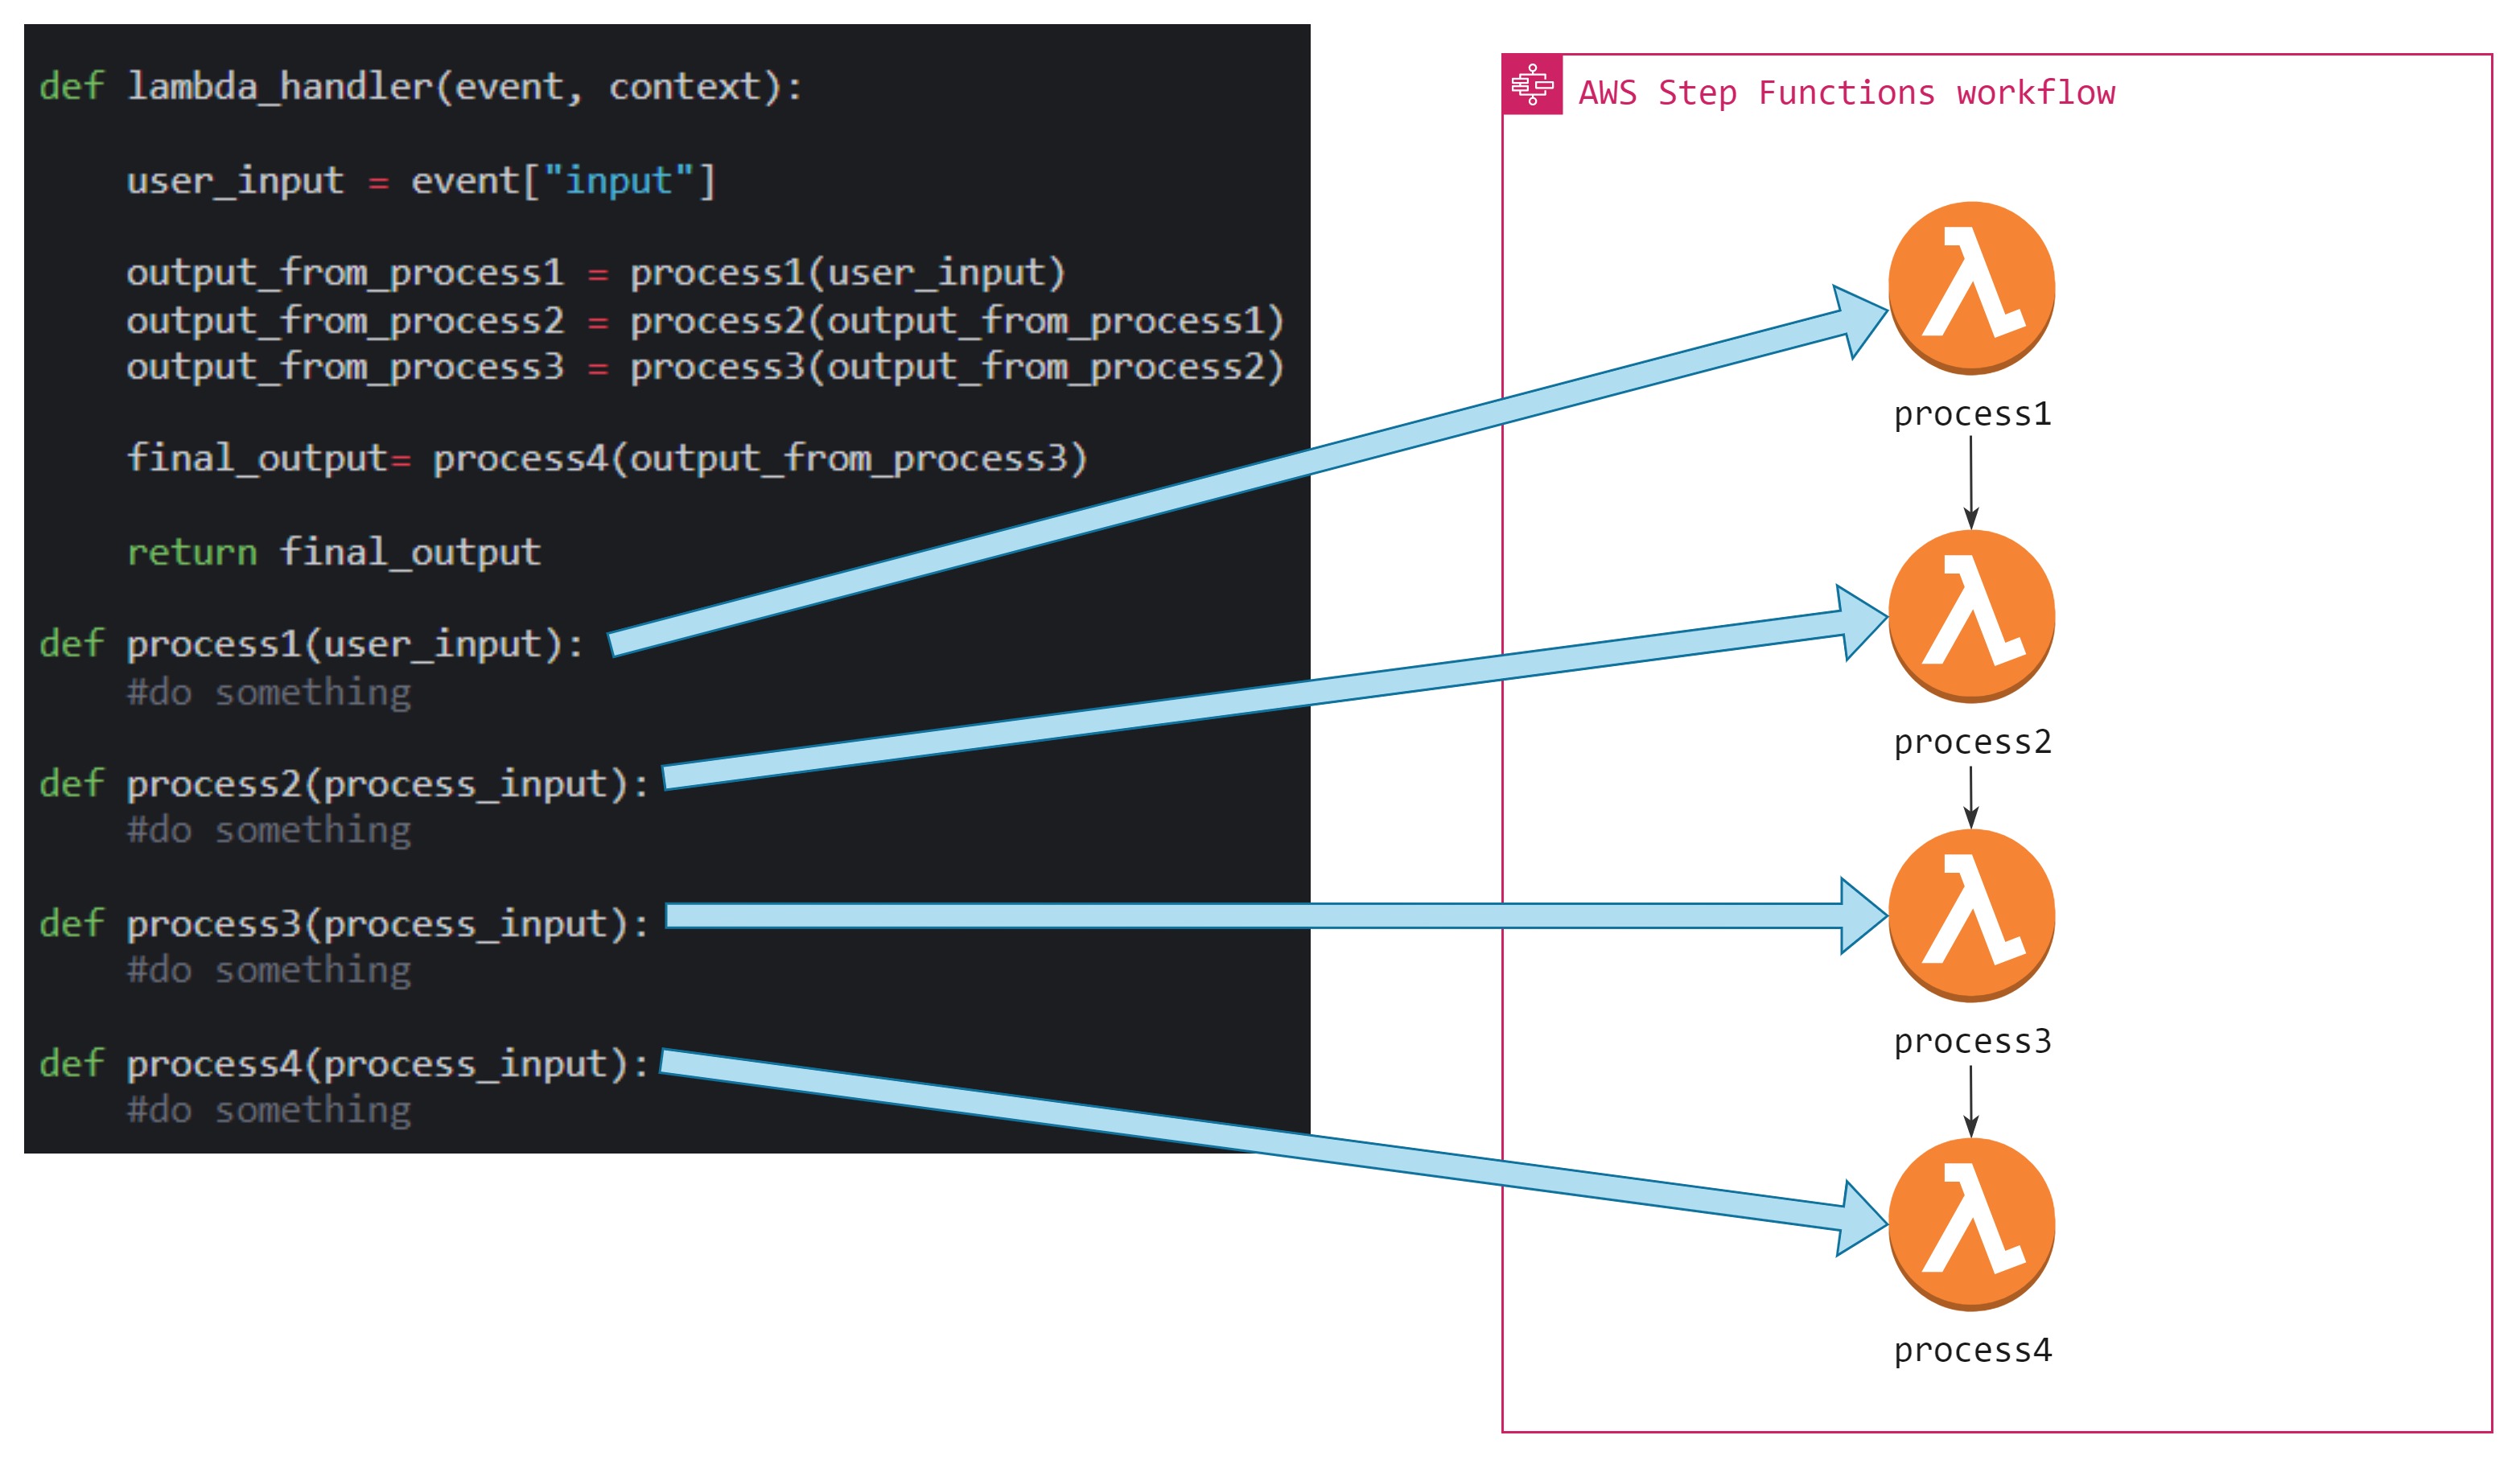 def lambda_handler(event, context):
user_input = event["input"]
output_from_process1 = process1(user_input)
output_from_process2 = process2(output_from_process1)
output_from_process3 = process3(output_from_process2)
final_output= process4(output_from_process3)
return final_output
def process1(user_input):
#do something
def process2(process_input):
#do something
def process3(process_input):
#do something
def process4(process_input):
#do something
AWS Step Functions workflow
process1
process2
process3
process4